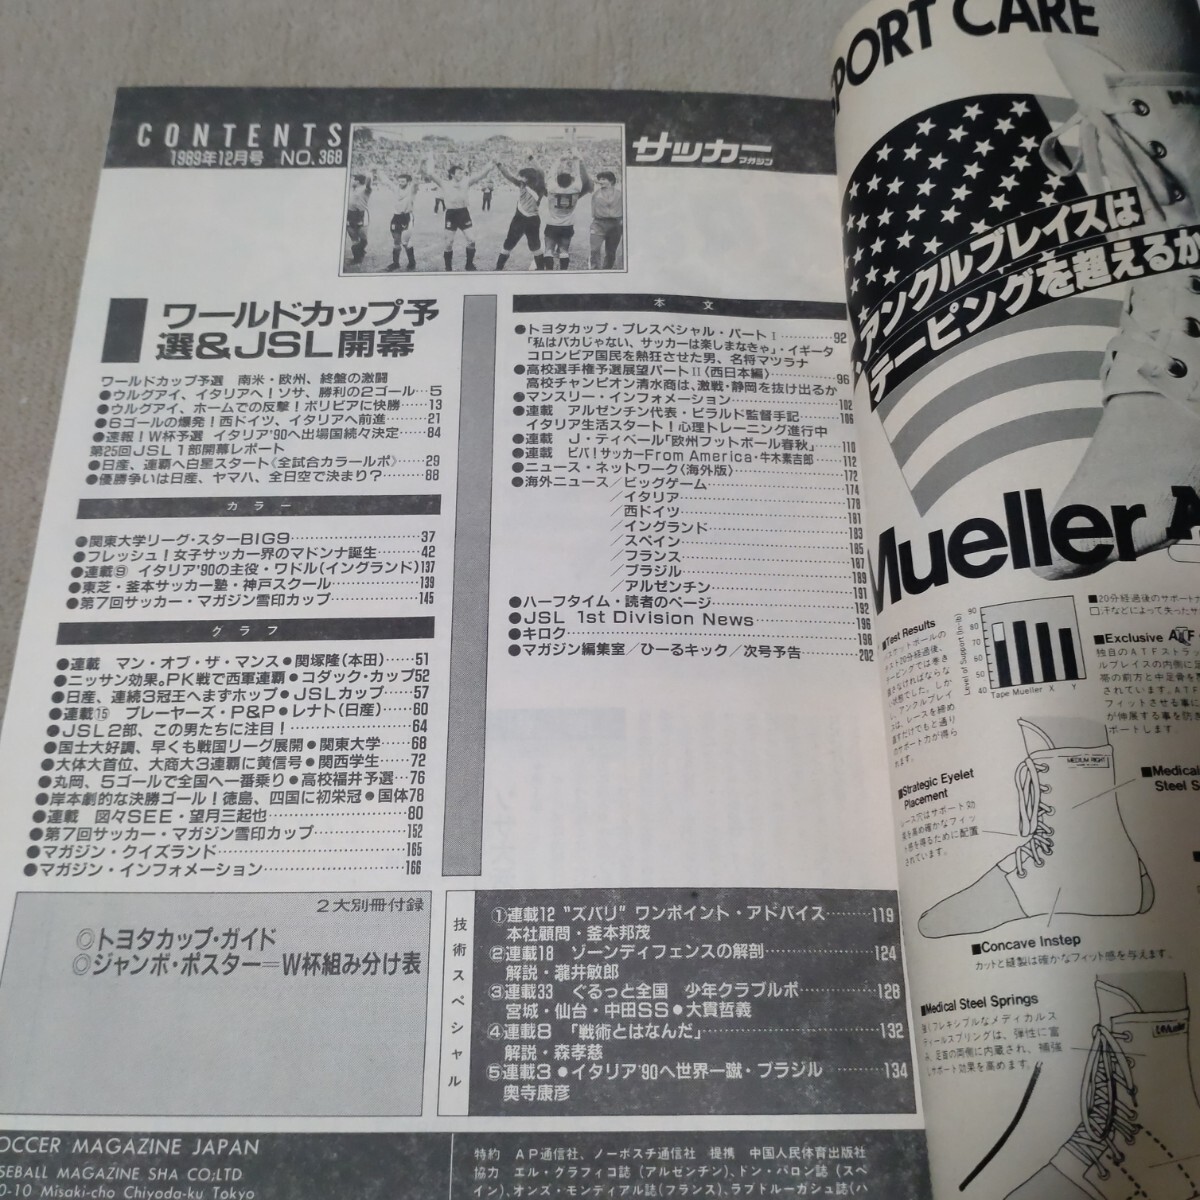 CONTENTS
1989年12月号 NO.368
サッカー
マガジン
ワールドカップ予
選&JSL開幕
ワールドカップ予選 南米・欧州、終盤の激闘
●ウルグアイ、イタリアへ!ソサ、勝利の2ゴール…5
●ウルグアイ、ホームでの反撃!ボリビアに快勝……13
●6ゴールの爆発!西ドイツ、イタリアへ前進……21
●速報!W杯予選 イタリア'90へ出場国続々決定……84
第25回JSL1部開幕レポート
●日産、連覇へ白星スタート《全試合カラールポ》……29
●優勝争いは日産、ヤマハ、全日空で決まり?……88
カラー
●関東大学リーグ・スターBIG9……37
●フレッシュ!女子サッカー界のマドンナ誕生……42
●連載⑨ イタリア'90の主役・ワドル(イングランド)137
●東芝・釜本サッカー塾・神戸スクール……139
●第7回サッカー・マガジン雪印カップ……145
グラフ
●連載 マン・オブ・ザ・マンス●関塚隆(本田)……51
●ニッサン効果。PK戦で西軍連覇●コダック・カップ52
●日産、連続3冠王へまずホップ●JSLカップ……57
●連載⑮ プレーヤーズ・P&P●レナト(日産)……60
●JSL2部、この男たちに注目!……64
●国士大好調、早くも戦国リーグ展開●関東大学……68
●大体大首位、大商大3連覇に黄信号●関西学生……72
●丸岡、5ゴールで全国へ一番乗り●高校福井予選…76
●岸本劇的な決勝ゴール!徳島、四国に初栄冠●国体78
●連載 図々SEE・望月三起也……80
●第7回サッカー・マガジン雪印カップ……152
●マガジン・クイズランド……165
●マガジン・インフォメーション……166
2大別冊付録
◎トヨタカップ・ガイド
◎ジャンボ・ポスター=W杯組み分け表
本文
●トヨタカップ・プレスペシャル・パートI……92
「私はバカじゃない、サッカーは楽しまなきゃ」・イギータ
コロンビア国民を熱狂させた男、名将マツラナ
●高校選手権予選展望パートII〈西日本編〉……96
高校チャンピオン清水商は、激戦・静岡を抜け出るか
●マンスリー・インフォメーション……102
●連載 アルゼンチン代表・ビラルド監督手記……106
イタリア生活スタート!心理トレーニング進行中
●連載 J・ティベール「欧州フットボール春秋」……110
●連載 ビバ!サッカーFrom America・牛木素吉郎……112
●ニュース・ネットワーク〈海外版〉……172
●海外ニュース/ビッグゲーム……174
/イタリア……178
/西ドイツ……181
/イングランド……183
/スペイン……185
/フランス……187
/ブラジル……189
/アルゼンチン……191
●ハーフタイム・読者のページ……192
●JSL 1st Division News……196
●キロク……198
●マガジン編集室/ひーるキック/次号予告……202
技術スペシャル
①連載12 "ズバリ" ワンポイント・アドバイス……119
本社顧問・釜本邦茂
②連載18 ゾーンディフェンスの解剖……124
解説・瀧井敏郎
③連載33 ぐるっと全国 少年クラブルポ……128
宮城・仙台・中田SS●大貫哲義
④連載8 「戦術とはなんだ」……132
解説・森孝慈
⑤連載3●イタリア'90へ世界一蹴・ブラジル……134
奥寺康彦
OCCER MAGAZINE JAPAN
SEBALL MAGAZINE SHA CO;LTD
0-10 Misaki-cho Chiyoda-ku Tokyo
特約 AP通信社、ノーボスチ通信社 提携 中国人民体育出版社
協力 エル・グラフィコ誌(アルゼンチン)、ドン・バロン誌(スペ
イン)、オンズ・モンディアル誌(フランス)、ラブドルーガシュ誌(ハ
PORT CARE
アンクルブレイスは
テーピングを超えるか
Mueller A
■Test Results
Level of Support (In-lb)
90
80
70
60
50
40
Tape Mueller X Y
■20分経過後のサポート
■Exclusive ATF
■Strategic Eyelet
Placement
MEDIUM RIGHT
■Medical
Steel S
■Concave Instep
カットと縫製は確かなフィット感を与えます。
■Medical Steel Springs